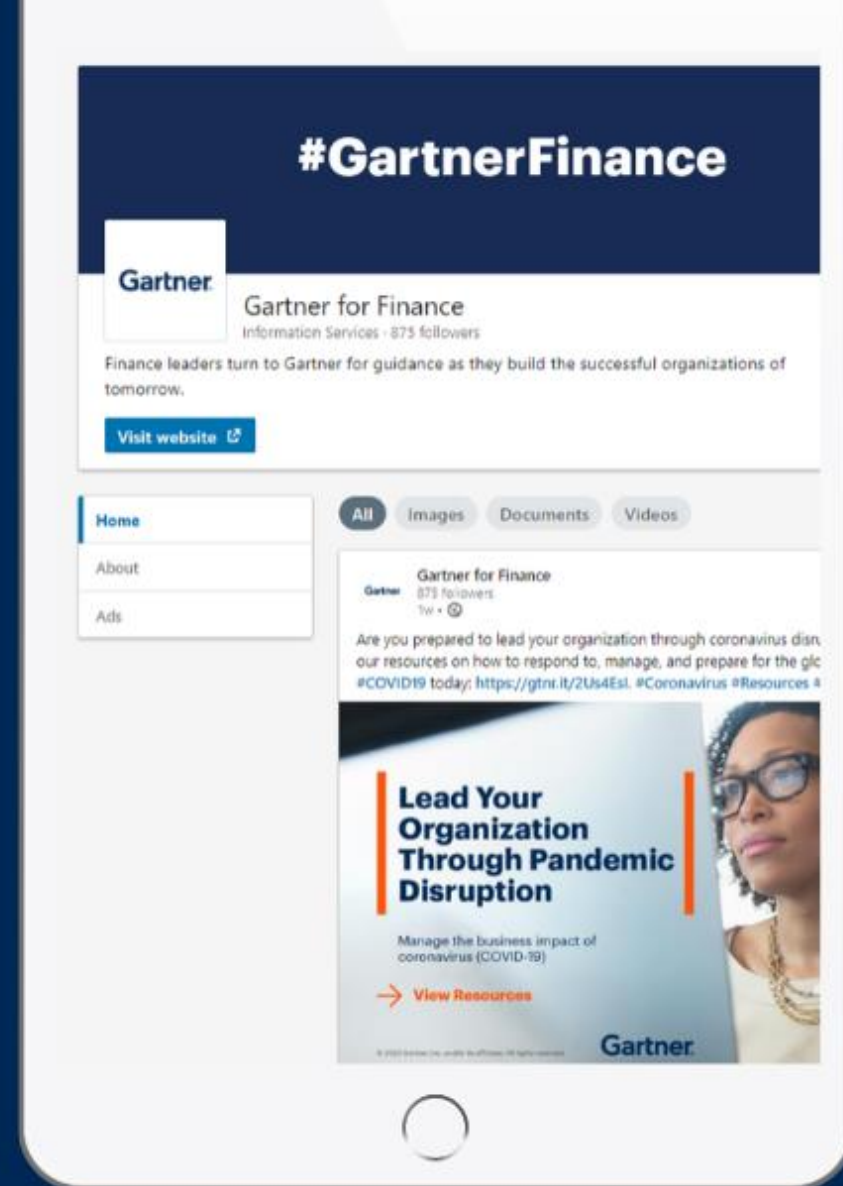 #GartnerFinance
Gartner
Gartner for Finance
Information Services · 875 followers
Finance leaders turn to Gartner for guidance as they build the successful organizations of
tomorrow.
Visit website
Home
About
Ads
All Images Documents Videos
Gartner
Gartner for Finance
875 followers
1w •
Are you prepared to lead your organization through coronavirus
our resources on how to respond to, manage, and prepare for the
#COVID19 today: https://gtnr.it/2Us4EsI. #Coronavirus #Resources #
Lead Your
Organization
Through Pandemic
Disruption
Manage the business impact of
coronavirus (COVID-19)
→ View Resources
Gartner